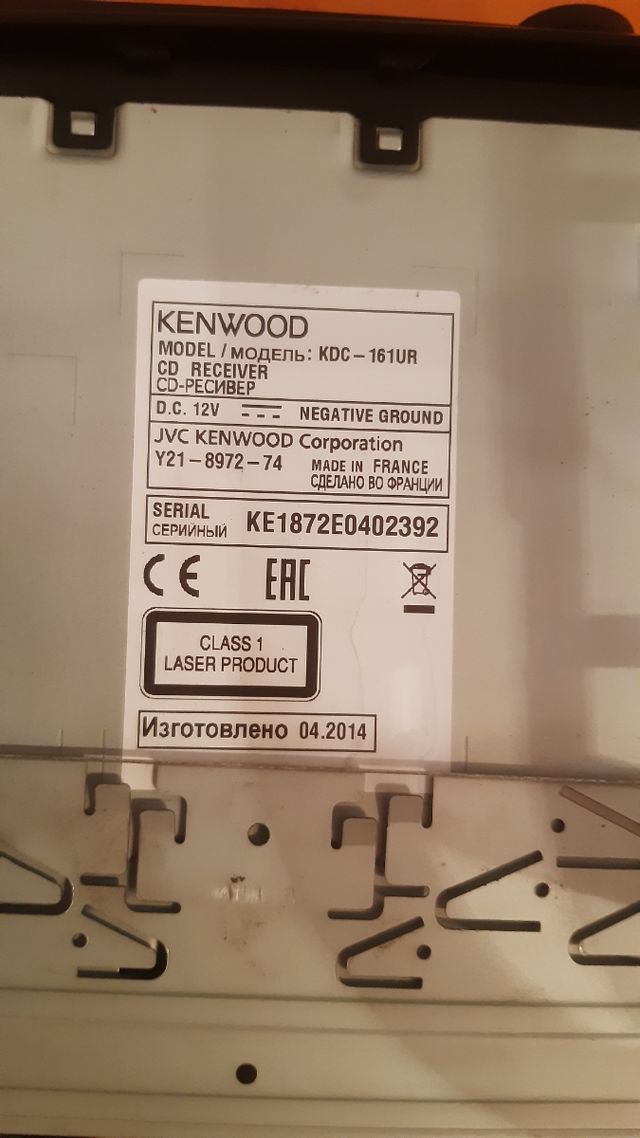 KENWOOD
MODEL / МОДЕЛЬ: KDC-161UR
CD RECEIVER
CD-РЕСИВЕР
D.C. 12V NEGATIVE GROUND
JVC KENWOOD Corporation
Y21-8972-74 MADE IN FRANCE
СДЕЛАНО ВО ФРАНЦИИ
SERIAL
СЕРИЙНЫЙ KE1872E0402392
CE EAC
CLASS 1
LASER PRODUCT
Изготовлено 04.2014